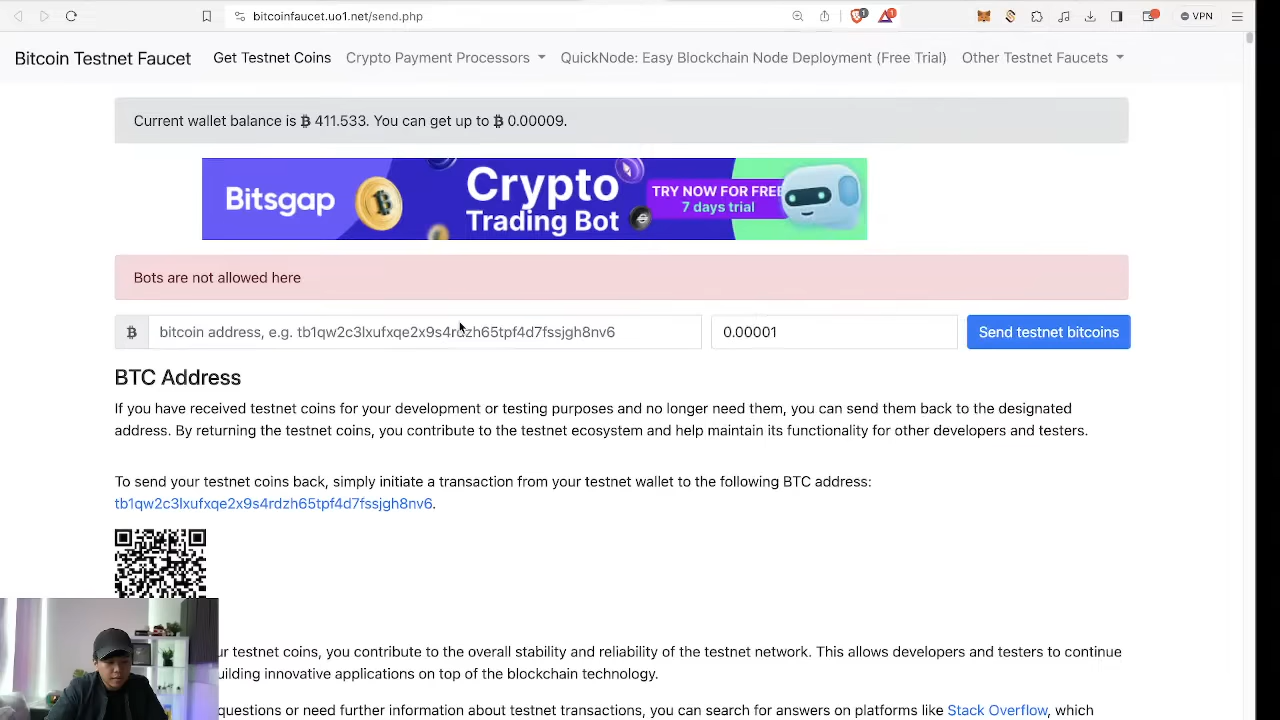 bitcoinfaucet.uo1.net/send.php
1
1
VPN
Bitcoin Testnet Faucet
Get Testnet Coins
Crypto Payment Processors
QuickNode: Easy Blockchain Node Deployment (Free Trial)
Other Testnet Faucets
Current wallet balance is ₿ 411.533. You can get up to ₿ 0.00009.
Bitsgap
Crypto
Trading Bot
TRY NOW FOR FREE
7 days trial
Bots are not allowed here
₿
bitcoin address, e.g. tb1qw2c3lxufxqe2x9s4rdzh65tpf4d7fssjgh8nv6
0.00001
Send testnet bitcoins
BTC Address
If you have received testnet coins for your development or testing purposes and no longer need them, you can send them back to the designated
address. By returning the testnet coins, you contribute to the testnet ecosystem and help maintain its functionality for other developers and testers.
To send your testnet coins back, simply initiate a transaction from your testnet wallet to the following BTC address:
tb1qw2c3lxufxqe2x9s4rdzh65tpf4d7fssjgh8nv6.
ur testnet coins, you contribute to the overall stability and reliability of the testnet network. This allows developers and testers to continue
uilding innovative applications on top of the blockchain technology.
questions or need further information about testnet transactions, you can search for answers on platforms like Stack Overflow, which